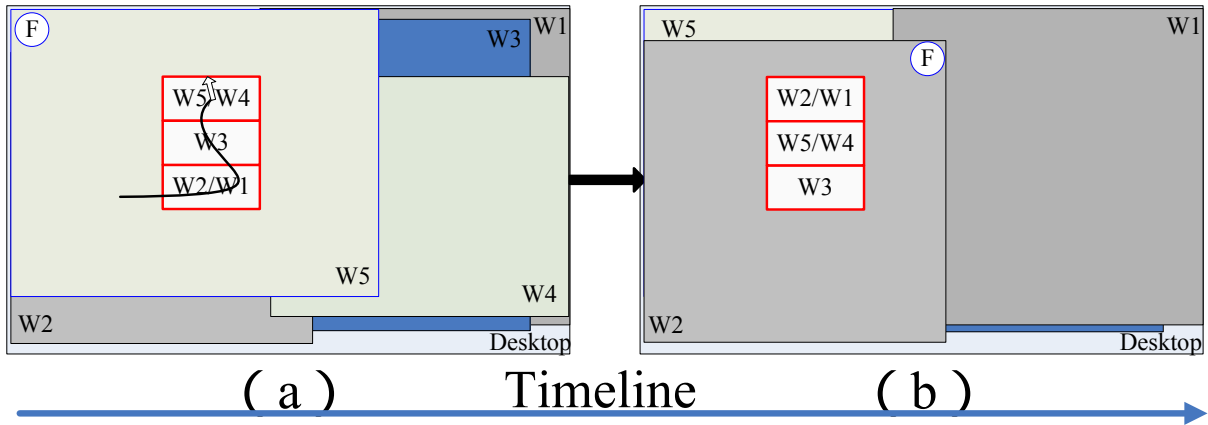 F
W1
W3
W5/W4
W3
W2/W1
W5
W4
W2
Desktop
W5
W1
F
W2/W1
W5/W4
W3
W2
Desktop
( a ) Timeline ( b )